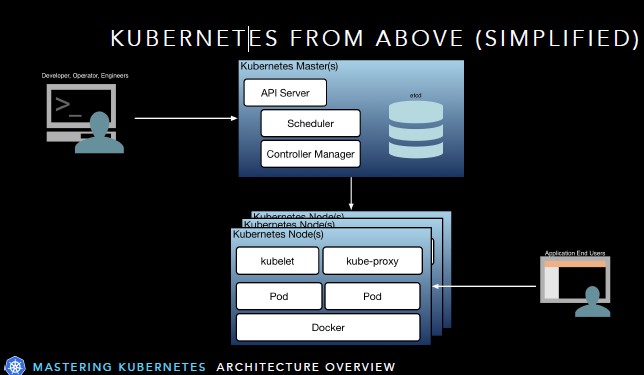 KUBERNETES FROM ABOVE (SIMPLIFIED)
Developer, Operator, Engineers
>_
Kubernetes Master(s)
API Server
Scheduler
Controller Manager
etcd
Kubernetes Node(s)
Kubernetes Node(s)
Kubernetes Node(s)
kubelet
kube-proxy
Pod
Pod
Docker
Application End Users
MASTERING KUBERNETES ARCHITECTURE OVERVIEW